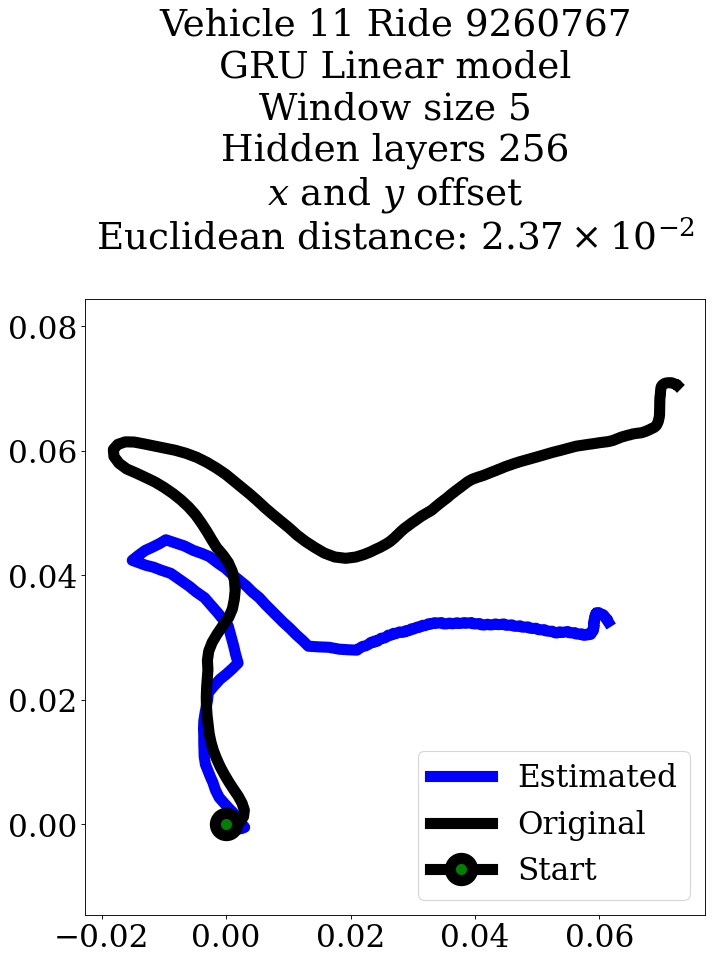 Vehicle 11 Ride 9260767
GRU Linear model
Window size 5
Hidden layers 256
x and y offset
Euclidean distance: 2.37 × 10⁻²
0.08
0.06
0.04
0.02
0.00
Estimated
Original
Start
−0.02 0.00 0.02 0.04 0.06